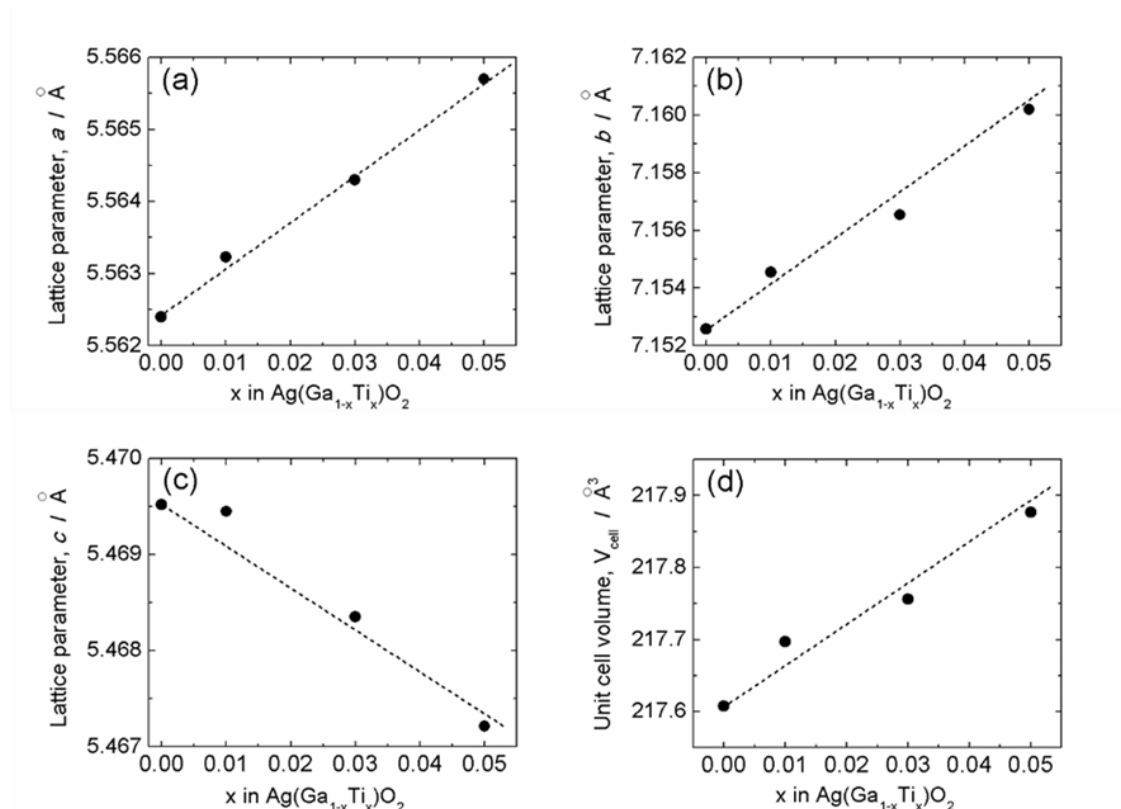 (a)
Lattice parameter, a / Å
5.566
5.565
5.564
5.563
5.562
0.00 0.01 0.02 0.03 0.04 0.05
x in Ag(Ga1-xTix)O2
(b)
Lattice parameter, b / Å
7.162
7.160
7.158
7.156
7.154
7.152
0.00 0.01 0.02 0.03 0.04 0.05
x in Ag(Ga1-xTix)O2
(c)
Lattice parameter, c / Å
5.470
5.469
5.468
5.467
0.00 0.01 0.02 0.03 0.04 0.05
x in Ag(Ga1-xTix)O2
(d)
Unit cell volume, Vcell / Å3
217.9
217.8
217.7
217.6
0.00 0.01 0.02 0.03 0.04 0.05
x in Ag(Ga1-xTix)O2